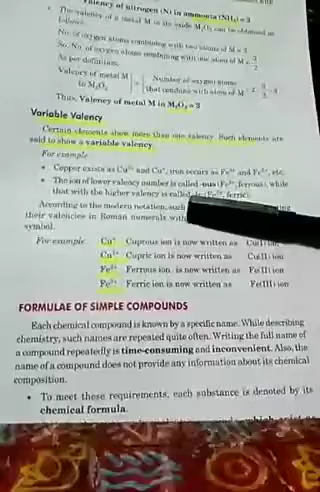 Valency of nitrogen (N) in ammonia (NH₃) = 3
• The valency of a metal M in its oxide M₂O₃ can be obtained as
follows:
No. of oxygen atoms combining with two atoms of M = 3
So, No. of oxygen atoms combining with one atom of M = 3/2
As per definition,
Valency of metal M
in M₂O₃
Number of oxygen atoms
that combine with atom of M
Thus, Valency of metal M in M₂O₃ = 3
Variable Valency
Certain elements show more than one valency. Such elements are
said to show a variable valency.
For example
• Copper exists as Cu²⁺ and Cu⁺, iron occurs as Fe²⁺ and Fe³⁺, etc.
• The ion of lower valency number is called -ous (Fe²⁺, ferrous), while
that with the higher valency is called (Fe³⁺, ferric).
According to the modern notation, such
their valencies in Roman numerals with
symbol.
For example Cu⁺ Cuprous ion is now written as Cu(I) ion
Cu²⁺ Cupric ion is now written as Cu(II) ion
Fe²⁺ Ferrous ion is now written as Fe(II) ion
Fe³⁺ Ferric ion is now written as Fe(III) ion
FORMULAE OF SIMPLE COMPOUNDS
Each chemical compound is known by a specific name. While describing
chemistry, such names are repeated quite often. Writing the full name of
a compound repeatedly is time-consuming and inconvenient. Also, the
name of a compound does not provide any information about its chemical
composition.
• To meet these requirements, each substance is denoted by its
chemical formula.
which